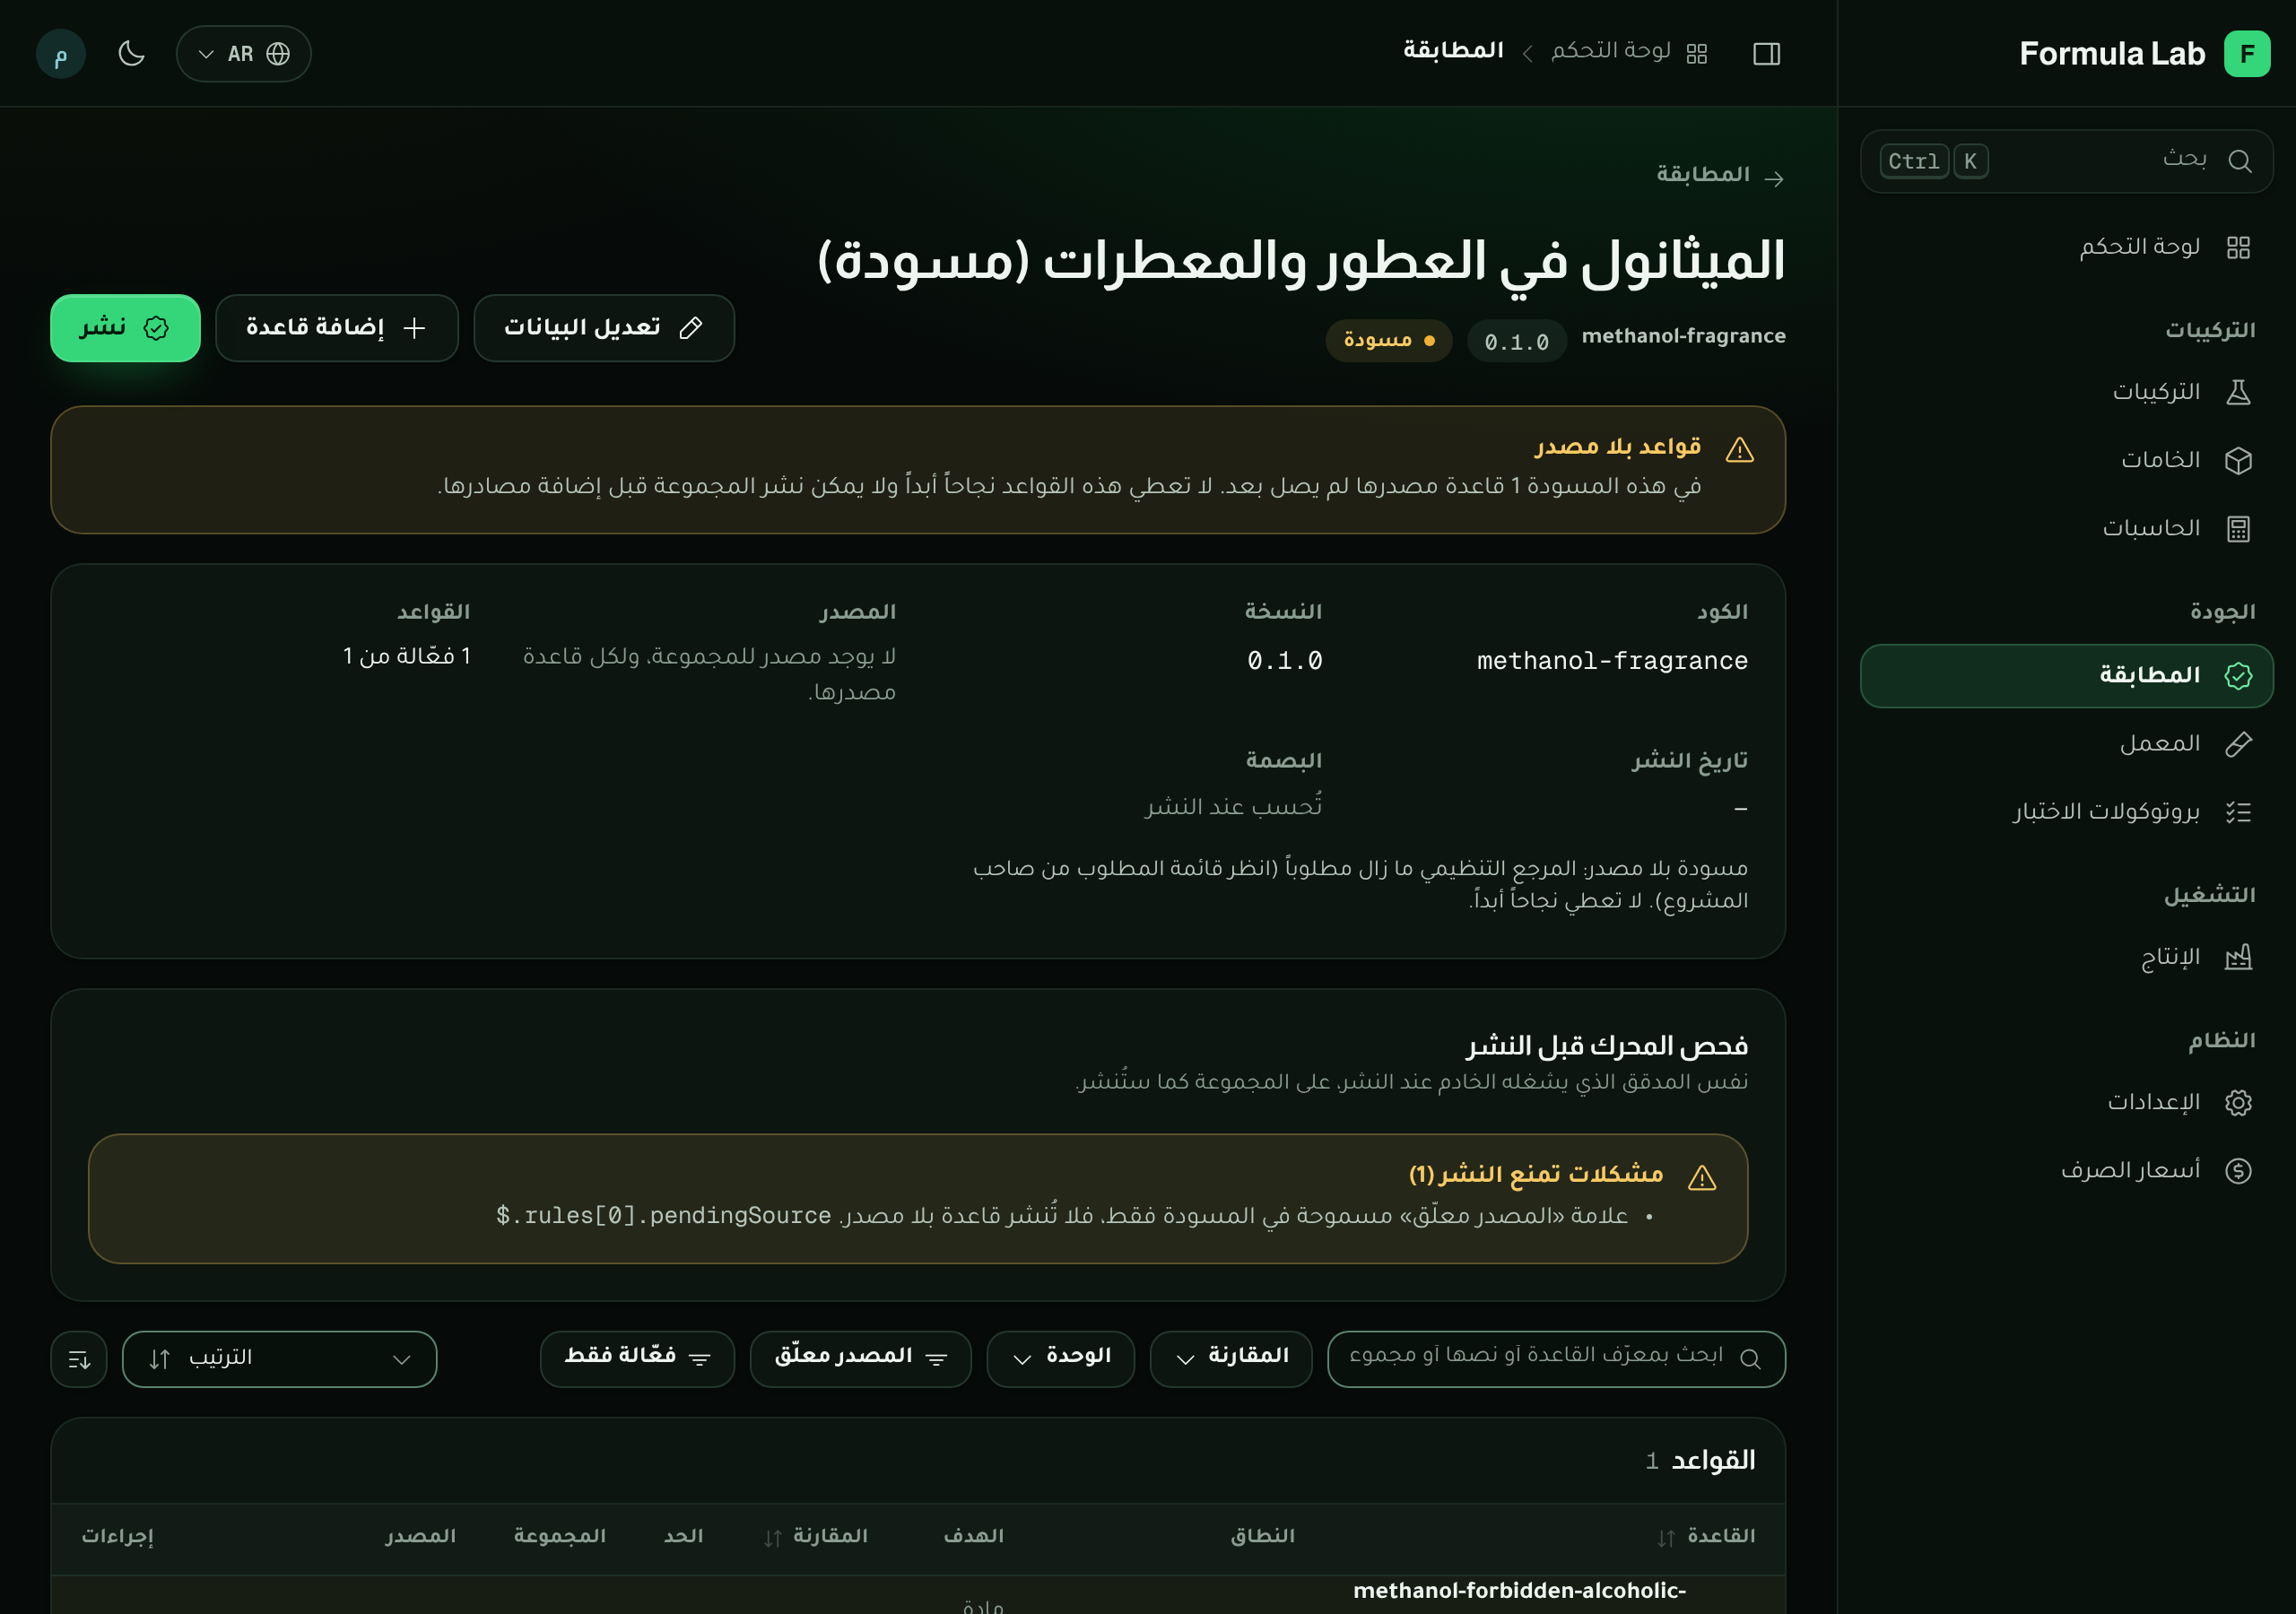 F Formula Lab
بحث Ctrl K
لوحة التحكم
التركيبات
التركيبات
الخامات
الحاسبات
الجودة
المطابقة
المعمل
بروتوكولات الاختبار
التشغيل
الإنتاج
النظام
الإعدادات
أسعار الصرف
لوحة التحكم المطابقة
AR
م
المطابقة
الميثانول في العطور والمعطرات (مسودة)
methanol-fragrance 0.1.0 مسودة
تعديل البيانات
إضافة قاعدة
نشر
قواعد بلا مصدر
في هذه المسودة 1 قاعدة مصدرها لم يصل بعد. لا تعطي هذه القواعد نجاحاً أبداً ولا يمكن نشر المجموعة قبل إضافة مصادرها.
الكود
methanol-fragrance
النسخة
0.1.0
المصدر
لا يوجد مصدر للمجموعة، ولكل قاعدة
مصدرها.
القواعد
1 فعّالة من 1
تاريخ النشر
–
البصمة
تُحسب عند النشر
مسودة بلا مصدر: المرجع التنظيمي ما زال مطلوباً (انظر قائمة المطلوب من صاحب
المشروع). لا تعطي نجاحاً أبداً.
فحص المحرك قبل النشر
نفس المدقق الذي يشغله الخادم عند النشر، على المجموعة كما ستُنشر.
مشكلات تمنع النشر (1)
• علامة «المصدر معلّق» مسموحة في المسودة فقط، فلا تُنشر قاعدة بلا مصدر. $.rules[0].pendingSource
ابحث بمعرّف القاعدة أو نصها أو مجموع
المقارنة
الوحدة
المصدر معلّق
فعّالة فقط
الترتيب
القواعد 1
القاعدة النطاق الهدف المقارنة الحد المجموعة المصدر إجراءات
methanol-forbidden-alcoholic-
مادة